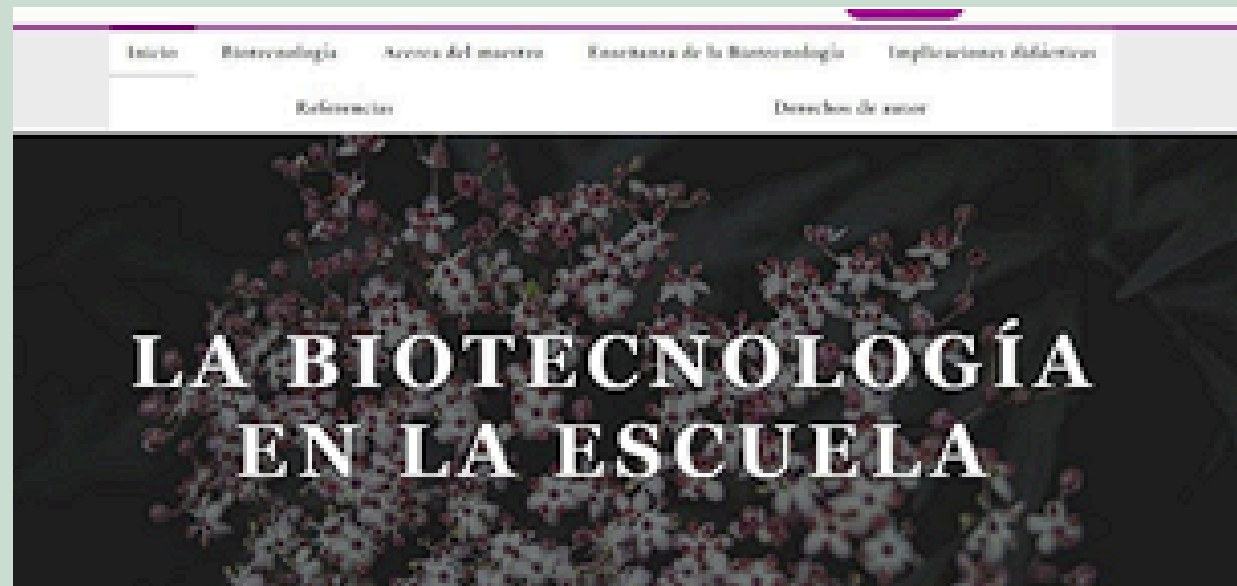 Inicio Biotecnología Acerca del maestro Enseñanza de la Biotecnología Implicaciones didácticas
Referencias Derechos de autor
LA BIOTECNOLOGÍA
EN LA ESCUELA